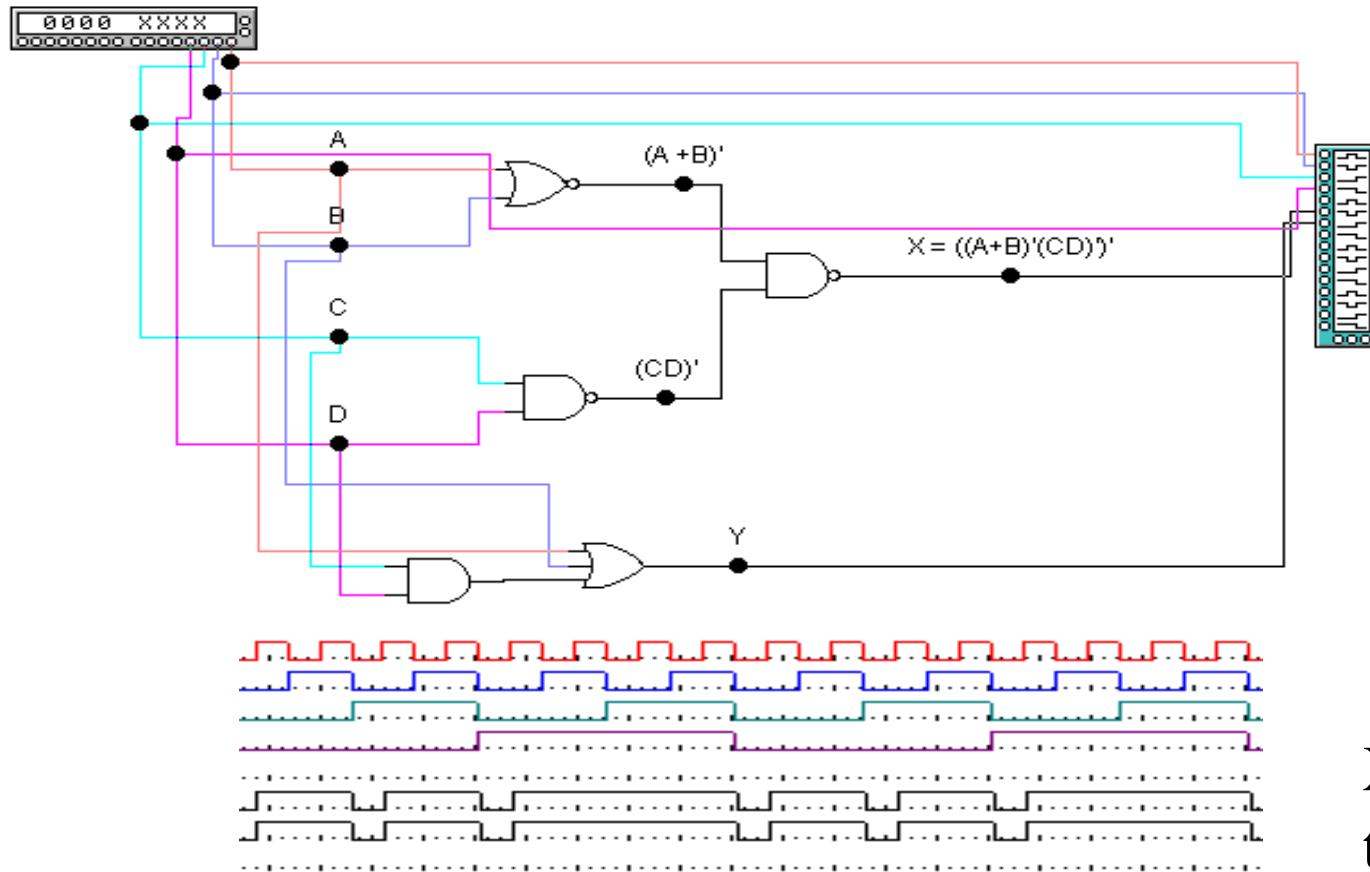 0000 XXXX
A
(A +B)'
B
X = ((A+B)'(CD)')'
C
(CD)'
D
Y